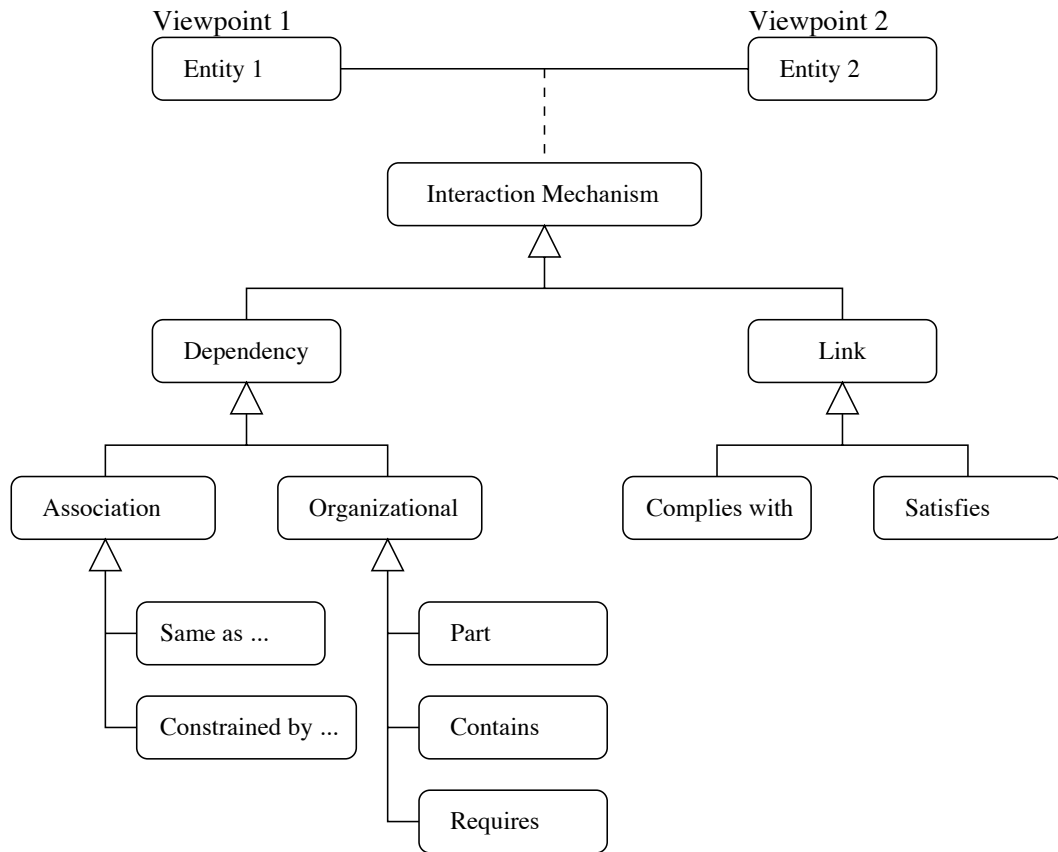 Viewpoint 1
Viewpoint 2
Entity 1
Entity 2
Interaction Mechanism
Dependency
Link
Association
Organizational
Complies with
Satisfies
Same as ...
Part
Constrained by ...
Contains
Requires